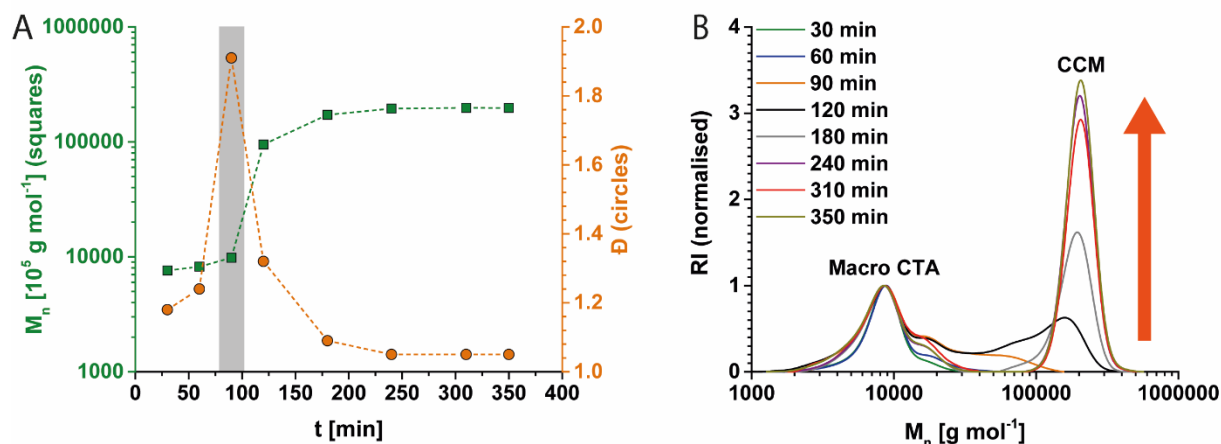 A
1000000
100000
10000
1000
Mn [10⁵ g mol⁻¹] (squares)
0 50 100 150 200 250 300 350 400
t [min]
2.0
1.8
1.6
1.4
1.2
1.0
Đ (circles)
B
4
3
2
1
0
RI (normalised)
30 min
60 min
90 min
120 min
180 min
240 min
310 min
350 min
Macro CTA
CCM
1000 10000 100000 1000000
Mn [g mol⁻¹]